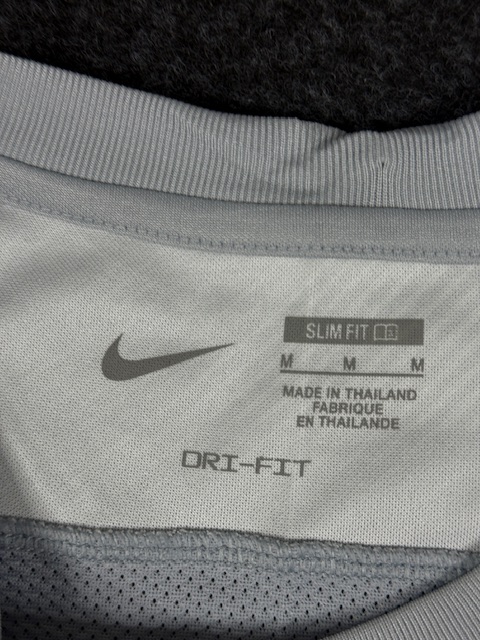 SLIM FIT
M M M
MADE IN THAILAND
FABRIQUE
EN THAILANDE
DRI-FIT